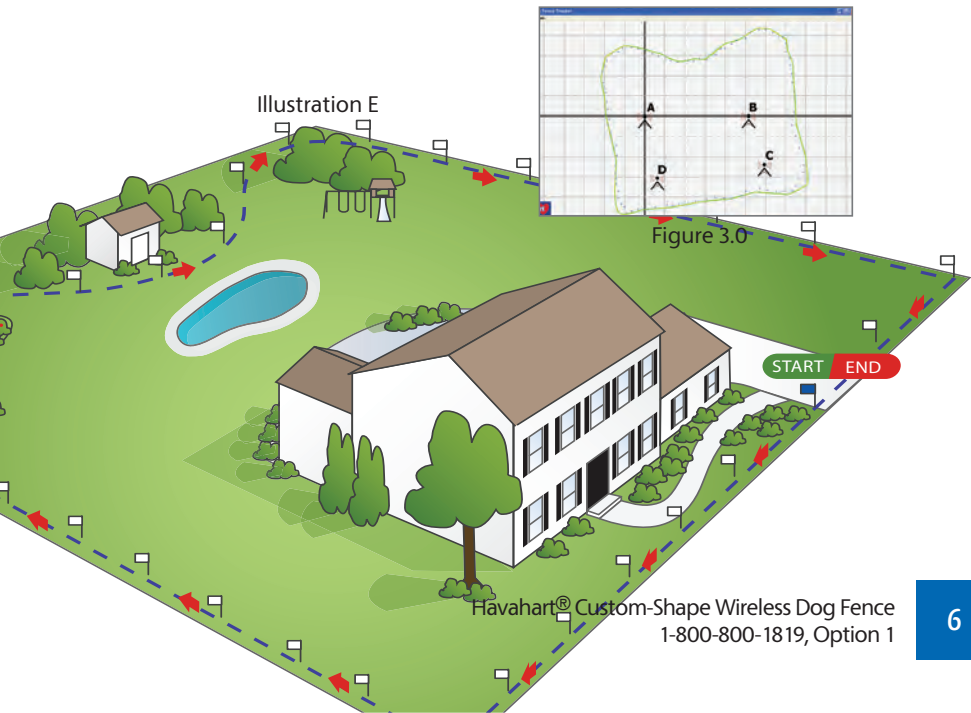 Illustration E
A
B
C
D
Figure 3.0
START END
Havahart® Custom-Shape Wireless Dog Fence
1-800-800-1819, Option 1
6